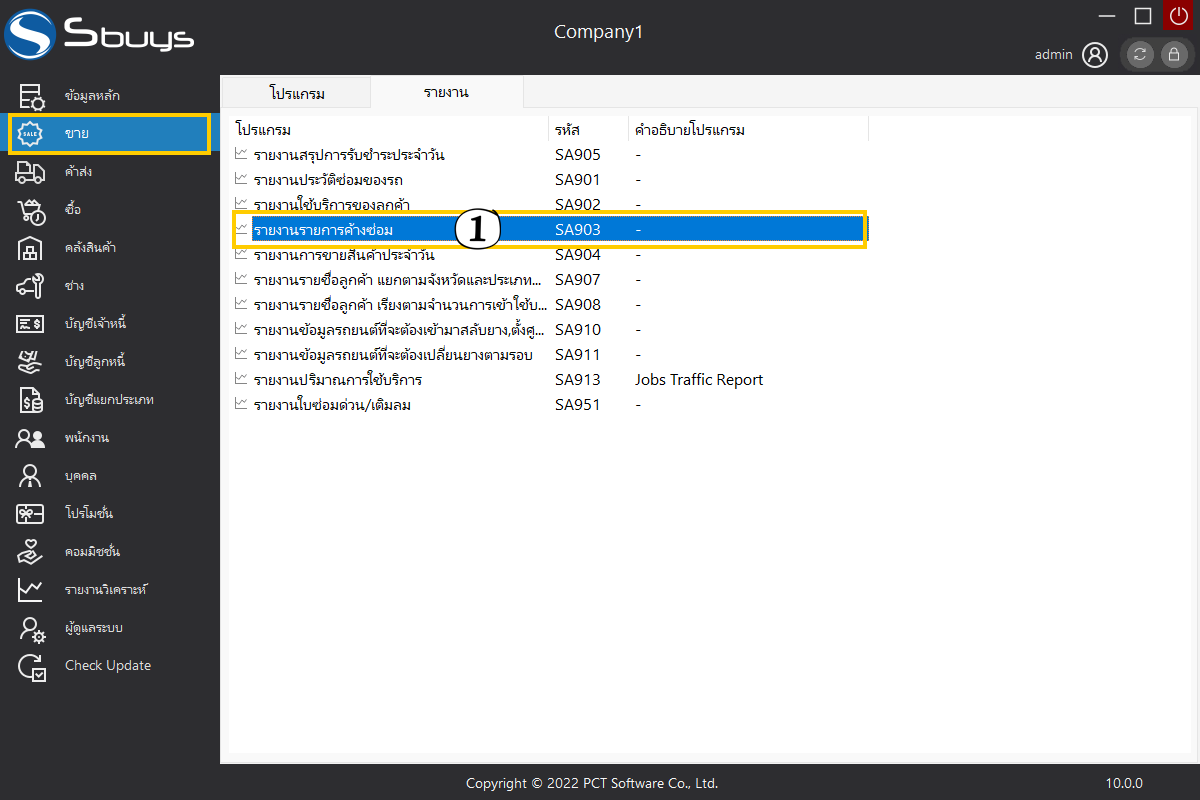 Sbuys
Company1
admin
ข้อมูลหลัก
SALE
ขาย
ค้าส่ง
ซื้อ
คลังสินค้า
ช่าง
บัญชีเจ้าหนี้
บัญชีลูกหนี้
บัญชีแยกประเภท
พนักงาน
บุคคล
โปรโมชั่น
คอมมิชชั่น
รายงานวิเคราะห์
ผู้ดูแลระบบ
Check Update
โปรแกรม รายงาน
โปรแกรม รหัส คำอธิบายโปรแกรม
รายงานสรุปการรับชำระประจำวัน SA905 -
รายงานประวัติซ่อมของรถ SA901 -
รายงานใช้บริการของลูกค้า SA902 -
รายงานรายการค้างซ่อม 1 SA903 -
รายงานการขายสินค้าประจำวัน SA904 -
รายงานรายชื่อลูกค้า แยกตามจังหวัดและประเภท... SA907 -
รายงานรายชื่อลูกค้า เรียงตามจำนวนการเข้าใช้บ... SA908 -
รายงานข้อมูลรถยนต์ที่จะต้องเข้ามาสลับยาง,ตั้งศู... SA910 -
รายงานข้อมูลรถยนต์ที่จะต้องเปลี่ยนยางตามรอบ SA911 -
รายงานปริมาณการใช้บริการ SA913 Jobs Traffic Report
รายงานใบซ่อมด่วน/เติมลม SA951 -
Copyright © 2022 PCT Software Co., Ltd.
10.0.0